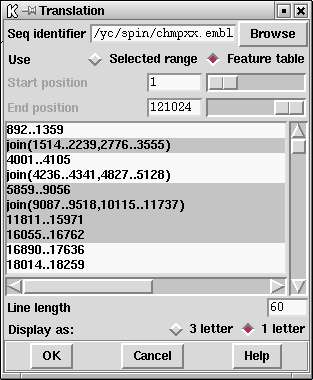 Translation
Seq identifier /yc/spin/chmpxx.embl Browse
Use Selected range Feature table
Start position 1
End position 121024
892..1359
join(1514..2239,2776..3555)
4001..4105
join(4236..4341,4827..5128)
5859..9056
join(9087..9518,10115..11737)
11811..15971
16055..16762
16890..17636
18014..18259
Line length 60
Display as: 3 letter 1 letter
OK Cancel Help